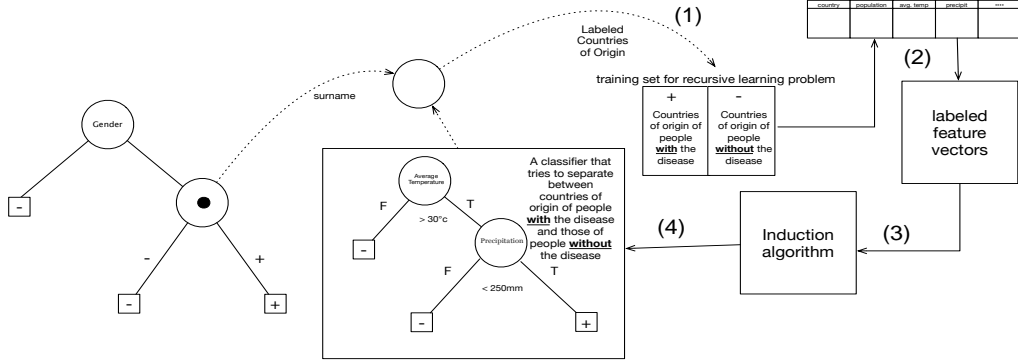 country population avg. temp precipit ....
(1)
Labeled
Countries
of Origin
(2)
training set for recursive learning problem
surname
+ -
Countries
of origin of
people
with the
disease
Countries
of origin of
people
without the
disease
labeled
feature
vectors
Gender
-
- +
- +
Average
Temperature
F T
> 30°c
-
Precipitation
F T
< 250mm
- +
A classifier that
tries to separate
between
countries of
origin of people
with the disease
and those of
people without
the disease
(4)
Induction
algorithm
(3)